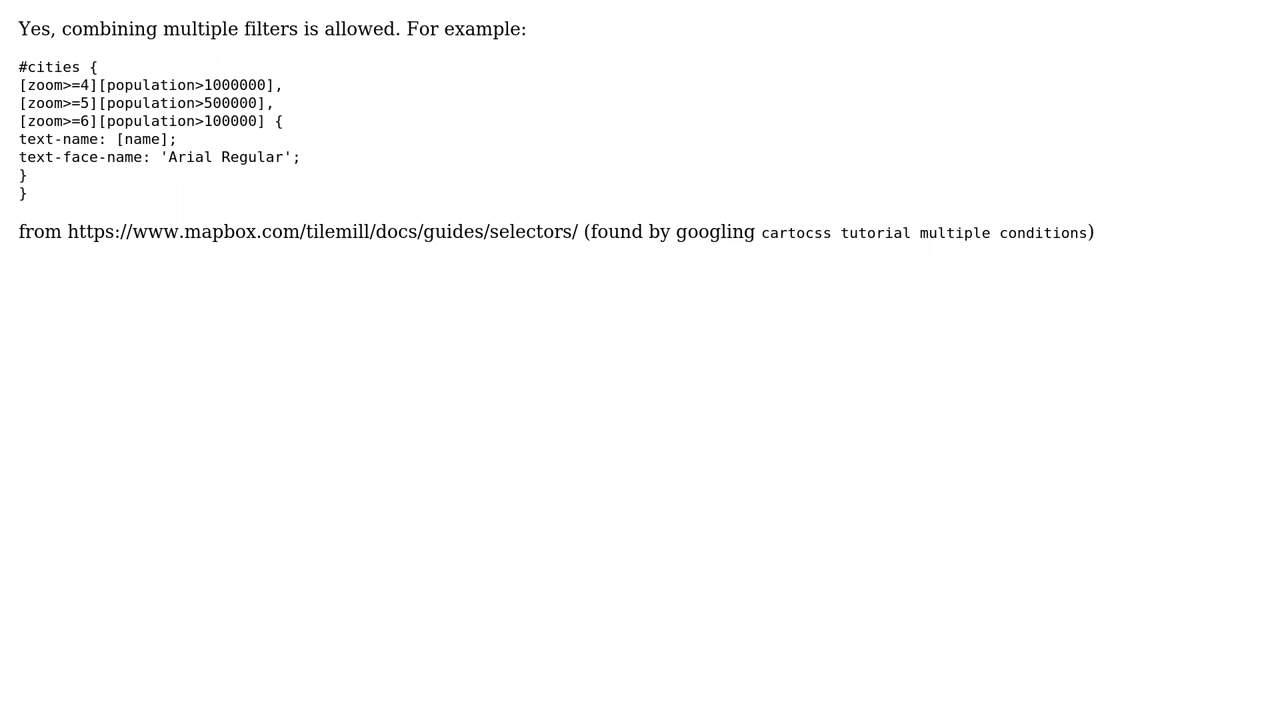 Yes, combining multiple filters is allowed. For example:
#cities {
[zoom>=4][population>1000000],
[zoom>=5][population>500000],
[zoom>=6][population>100000] {
text-name: [name];
text-face-name: 'Arial Regular';
}
}
from https://www.mapbox.com/tilemill/docs/guides/selectors/ (found by googling cartocss tutorial multiple conditions)